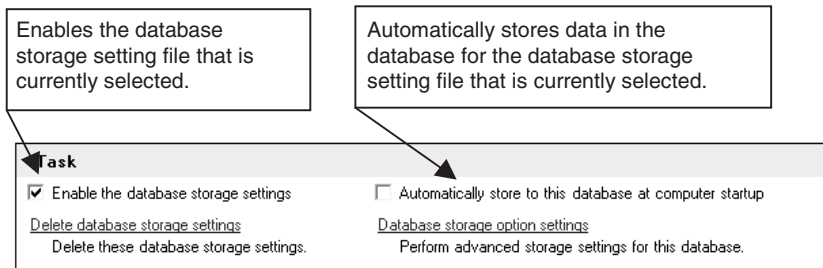 Enables the database
storage setting file that is
currently selected.
Automatically stores data in the
database for the database storage
setting file that is currently selected.
Task
Enable the database storage settings
Automatically store to this database at computer startup
Delete database storage settings
Database storage option settings
Delete these database storage settings.
Perform advanced storage settings for this database.